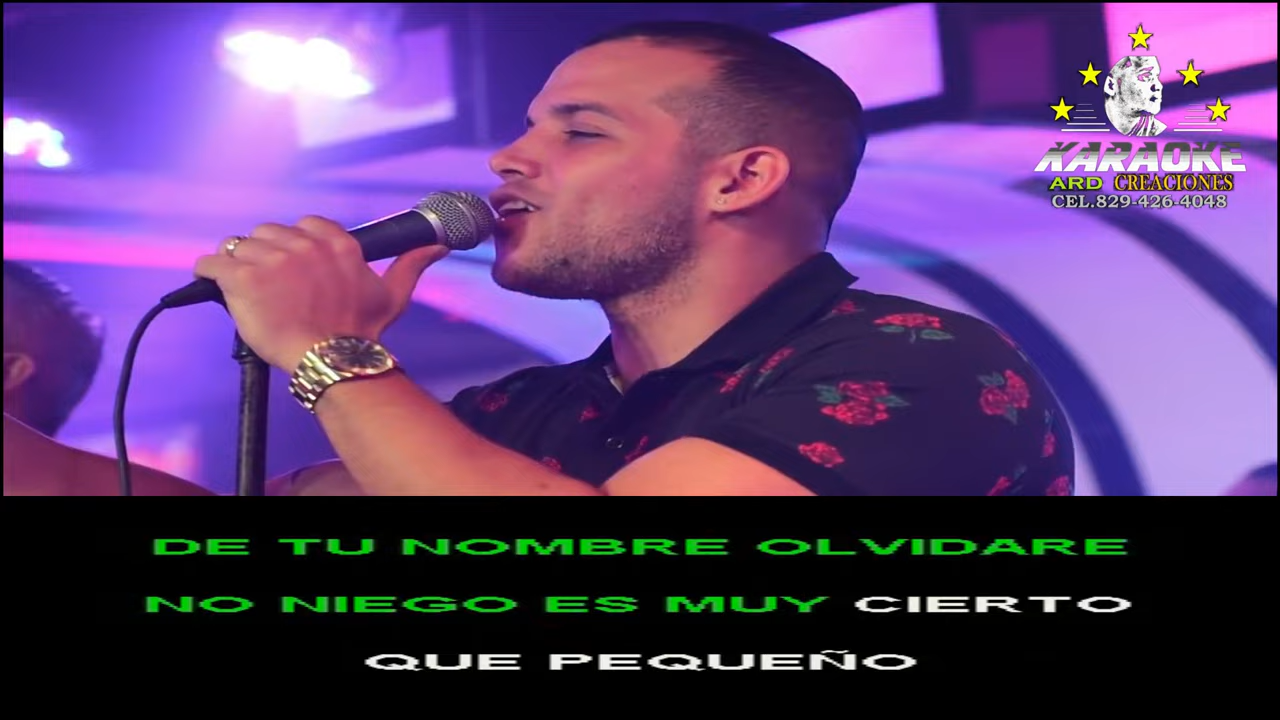 KARAOKE
ARD CREACIONES
CEL.829-426-4048
DE TU NOMBRE OLVIDARE
NO NIEGO ES MUY CIERTO
QUE PEQUEÑO